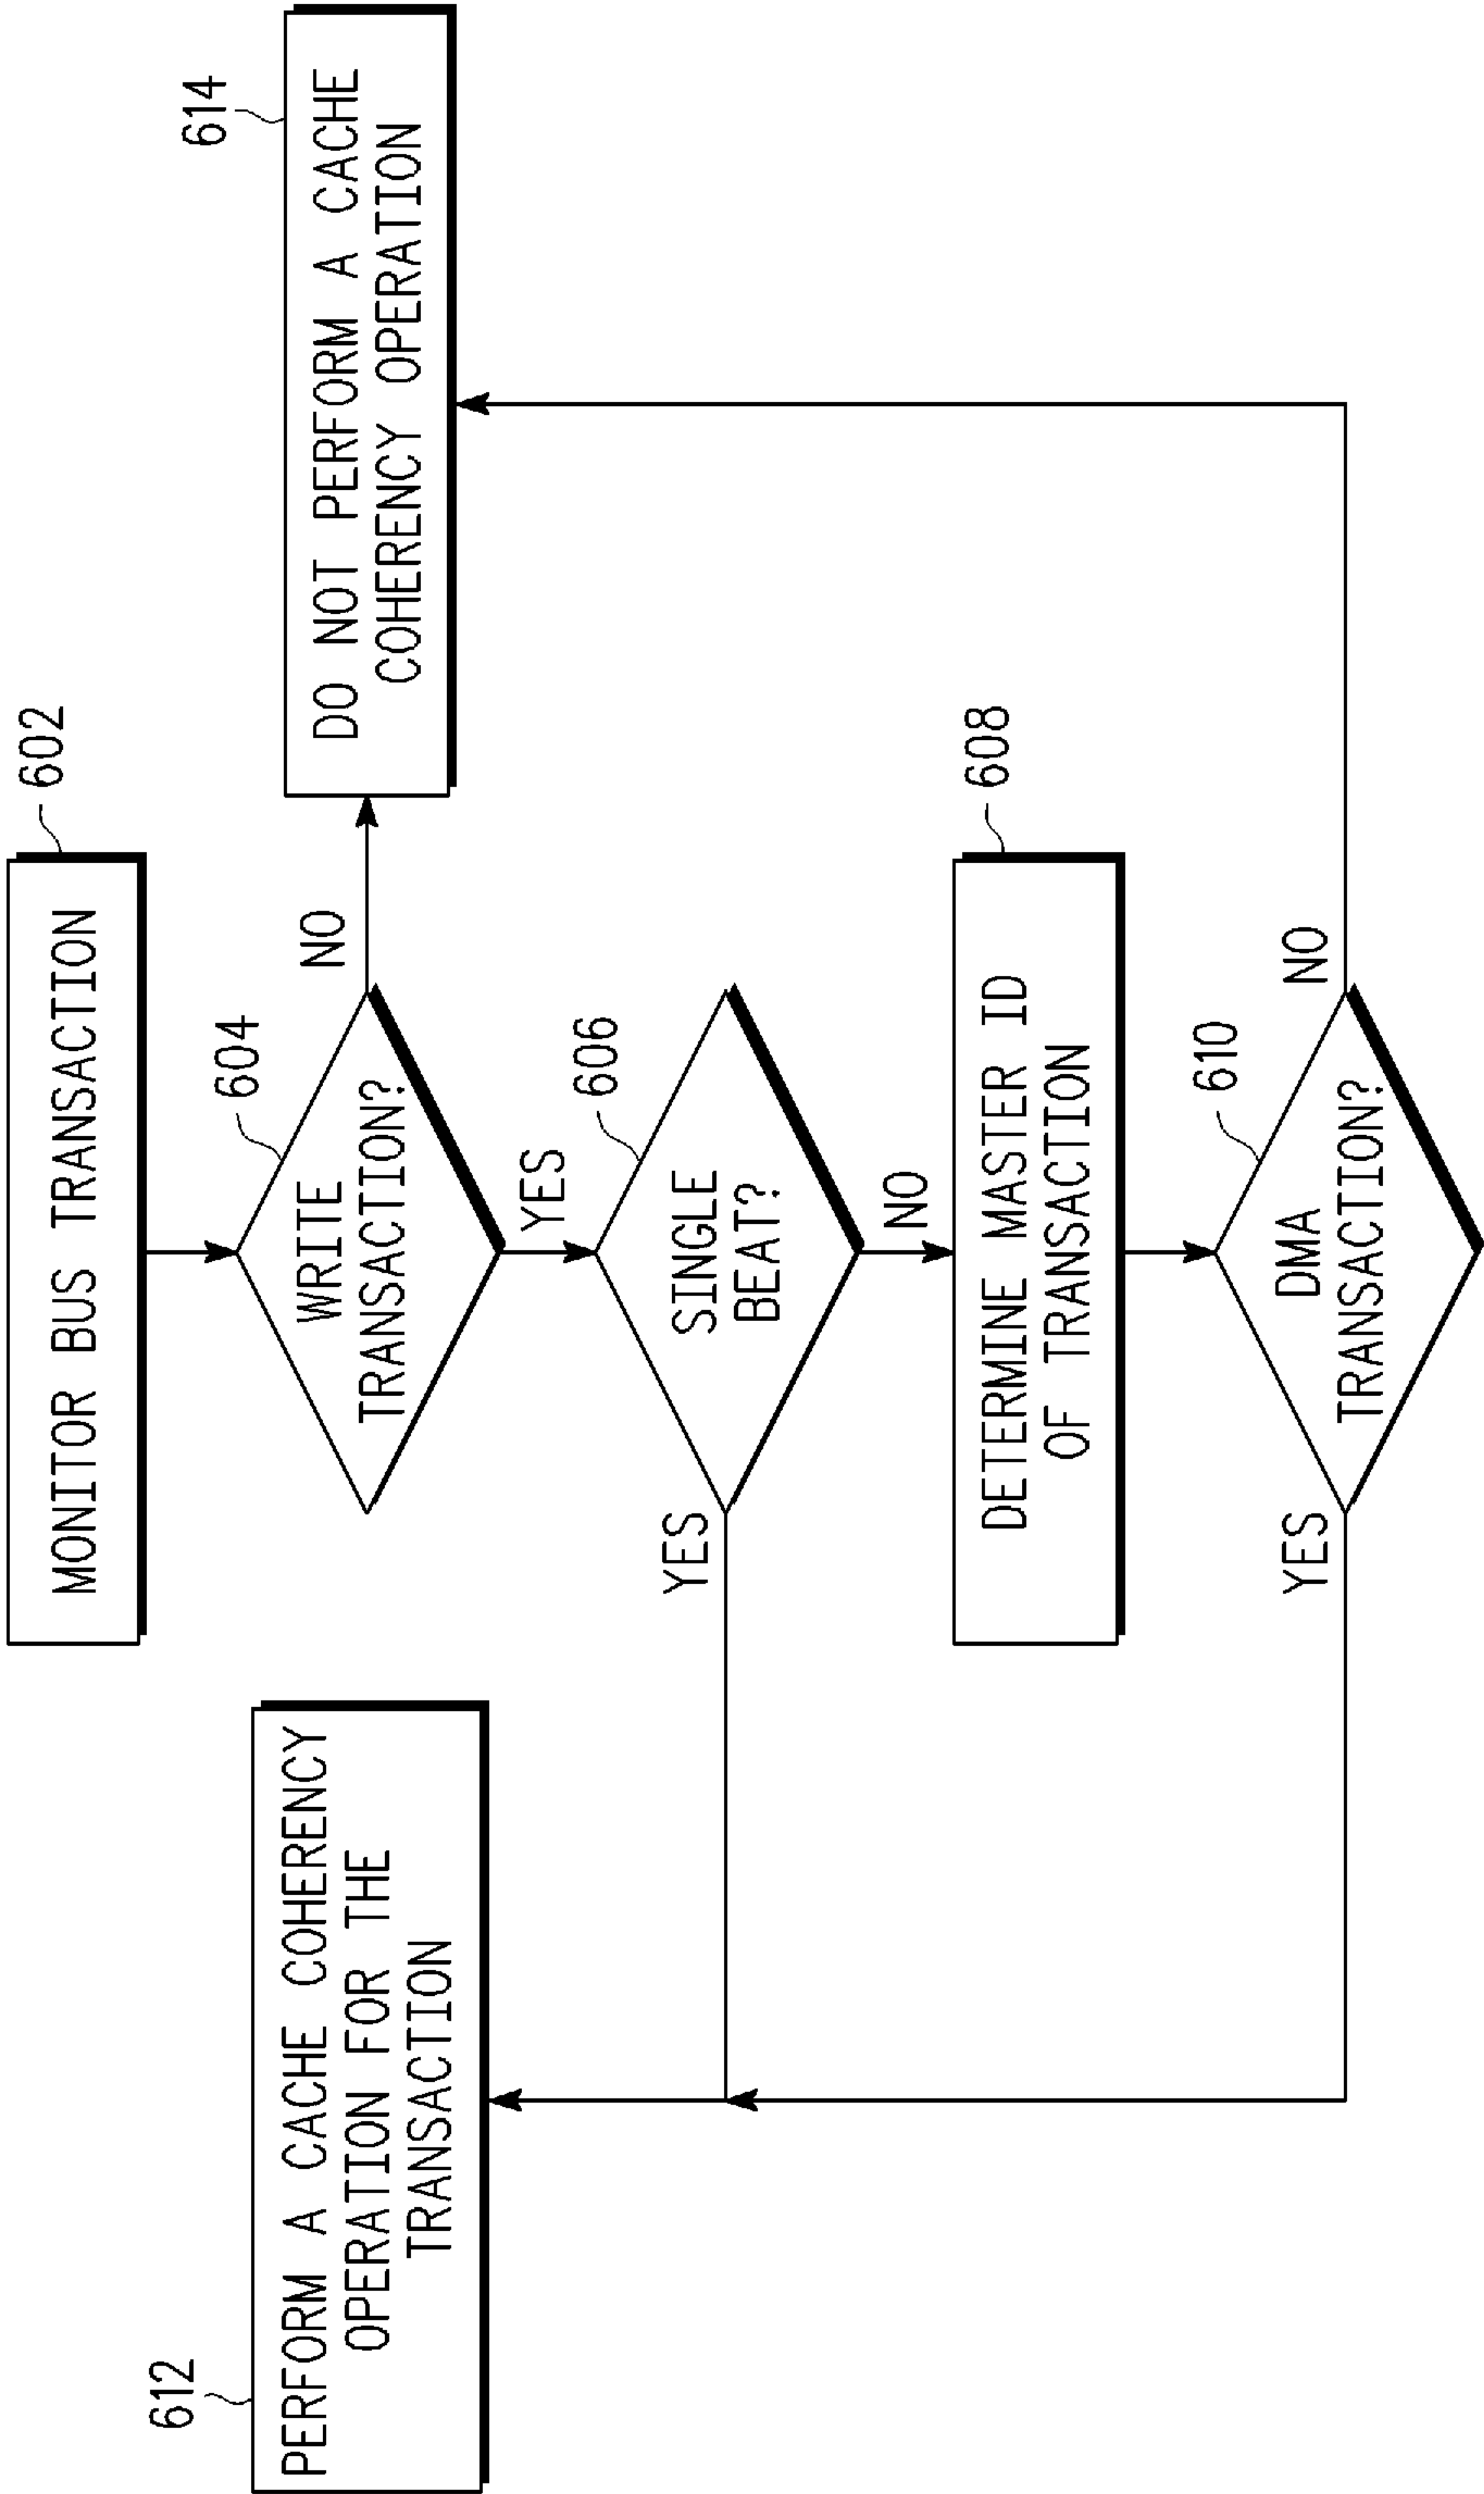 602
MONITOR BUS TRANSACTION
604
WRITE
TRANSACTION?
NO
YES
612
PERFORM A CACHE COHERENCY
OPERATION FOR THE
TRANSACTION
614
DO NOT PERFORM A CACHE
COHERENCY OPERATION
606
SINGLE
BEAT?
YES
NO
608
DETERMINE MASTER ID
OF TRANSACTION
610
DMA
TRANSACTION?
YES
NO